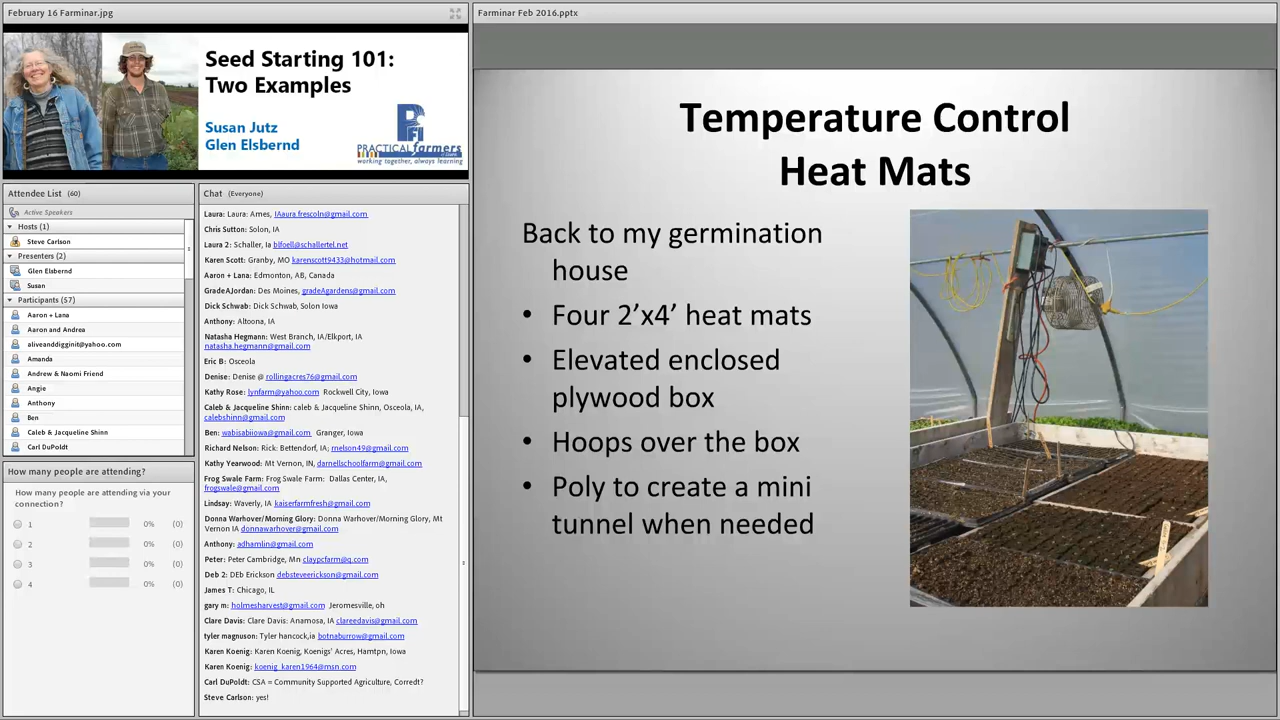 February 16 Farminar.jpg
Seed Starting 101:
Two Examples
Susan Jutz
Glen Elsbernd
PFI
PRACTICAL farmers
working together, always learning
Attendee List (60)
Active Speakers
Hosts (1)
Steve Carlson
Presenters (2)
Glen Elsbernd
Susan
Participants (57)
Aaron + Lana
Aaron and Andrea
aliveanddigginit@yahoo.com
Amanda
Andrew & Naomi Friend
Angie
Anthony
Ben
Caleb & Jacqueline Shinn
Carl DuPoldt
How many people are attending?
How many people are attending via your
connection?
1 0% (0)
2 0% (0)
3 0% (0)
4 0% (0)
Chat (Everyone)
Laura: Laura: Ames, lAaura.frescoln@gmail.com
Chris Sutton: Solon, IA
Laura 2: Schaller, Ia blfoell@schallertel.net
Karen Scott: Granby, MO karenscott9433@hotmail.com
Aaron + Lana: Edmonton, AB, Canada
GradeAJordan: Des Moines, gradeAgardens@gmail.com
Dick Schwab: Dick Schwab, Solon Iowa
Anthony: Altoona, IA
Natasha Hegmann: West Branch, IA/Elkport, IA
natasha.hegmann@gmail.com
Eric B: Osceola
Denise: Denise @ rollingacres76@gmail.com
Kathy Rose: lynfarm@yahoo.com Rockwell City, Iowa
Caleb & Jacqueline Shinn: caleb & Jacqueline Shinn, Osceola, IA,
calebshinn@gmail.com
Ben: wabisabiiowa@gmail.com Granger, Iowa
Richard Nelson: Rick: Bettendorf, IA; rnelson49@gmail.com
Kathy Yearwood: Mt Vernon, IN, darnellschoolfarm@gmail.com
Frog Swale Farm: Frog Swale Farm: Dallas Center, IA,
frogswale@gmail.com
Lindsay: Waverly, IA kaiserfarmfresh@gmail.com
Donna Warhover/Morning Glory: Donna Warhover/Morning Glory, Mt
Vernon IA donnawarhover@gmail.com
Anthony: adhamlin@gmail.com
Peter: Peter Cambridge, Mn claypcfarm@q.com
Deb 2: DEb Erickson debsteveerickson@gmail.com
James T: Chicago, IL
gary m: holmesharvest@gmail.com Jeromesville, oh
Clare Davis: Clare Davis: Anamosa, IA clareedavis@gmail.com
tyler magnuson: Tyler hancock,ia botnaburrow@gmail.com
Karen Koenig: Karen Koenig, Koenigs' Acres, Hamtpn, Iowa
Karen Koenig: koenig_karen1964@msn.com
Carl DuPoldt: CSA = Community Supported Agriculture, Corredt?
Steve Carlson: yes!
Farminar Feb 2016.pptx
Temperature Control
Heat Mats
Back to my germination
house
• Four 2'x4' heat mats
• Elevated enclosed
plywood box
• Hoops over the box
• Poly to create a mini
tunnel when needed